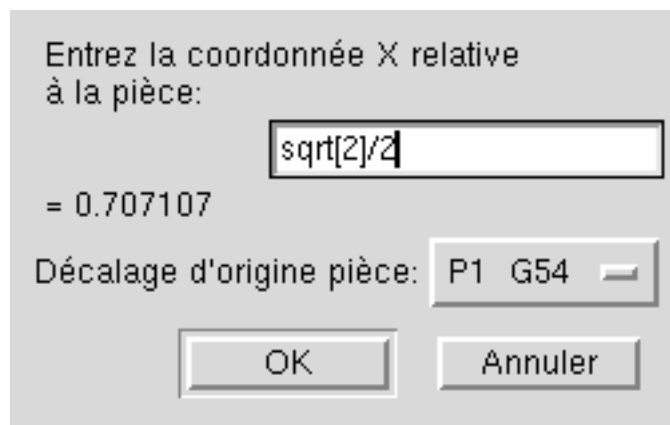 Entrez la coordonnée X relative
à la pièce:
sqrt[2]/2
= 0.707107
Décalage d'origine pièce: P1 G54
OK Annuler